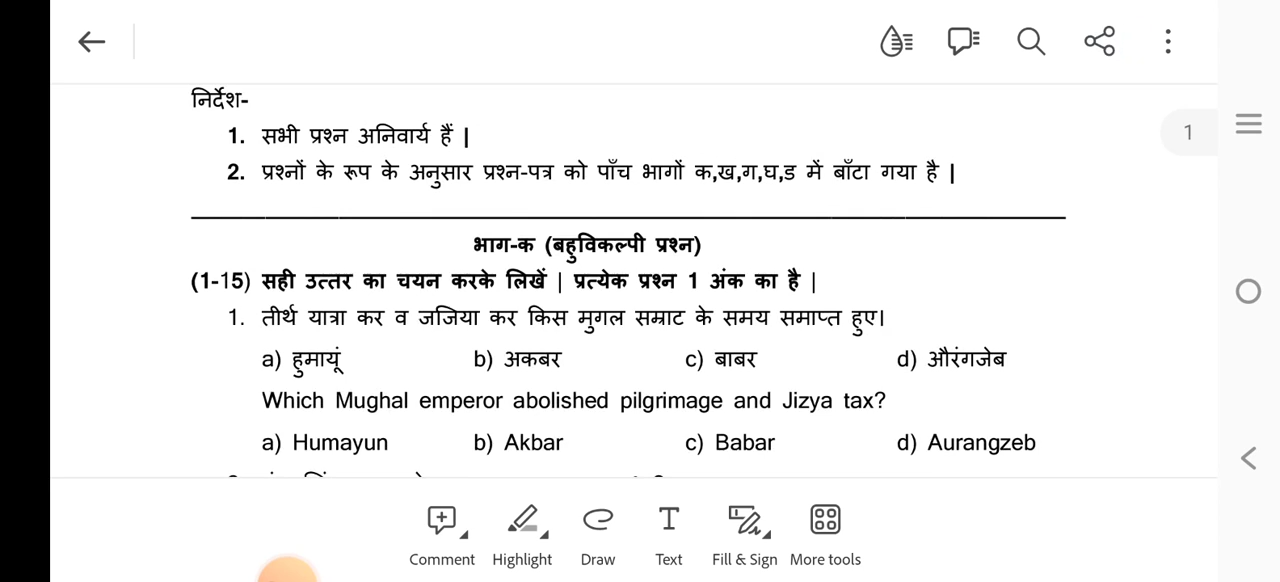 निर्देश-
1. सभी प्रश्न अनिवार्य हैं |
1
2. प्रश्नों के रूप के अनुसार प्रश्न-पत्र को पाँच भागों क,ख,ग,घ,ड में बाँटा गया है |
भाग-क (बहुविकल्पी प्रश्न)
(1-15) सही उत्तर का चयन करके लिखें | प्रत्येक प्रश्न 1 अंक का है |
1. तीर्थ यात्रा कर व जजिया कर किस मुगल सम्राट के समय समाप्त हुए।
a) हुमायूं b) अकबर c) बाबर d) औरंगजेब
Which Mughal emperor abolished pilgrimage and Jizya tax?
a) Humayun b) Akbar c) Babar d) Aurangzeb
Comment Highlight Draw Text Fill & Sign More tools